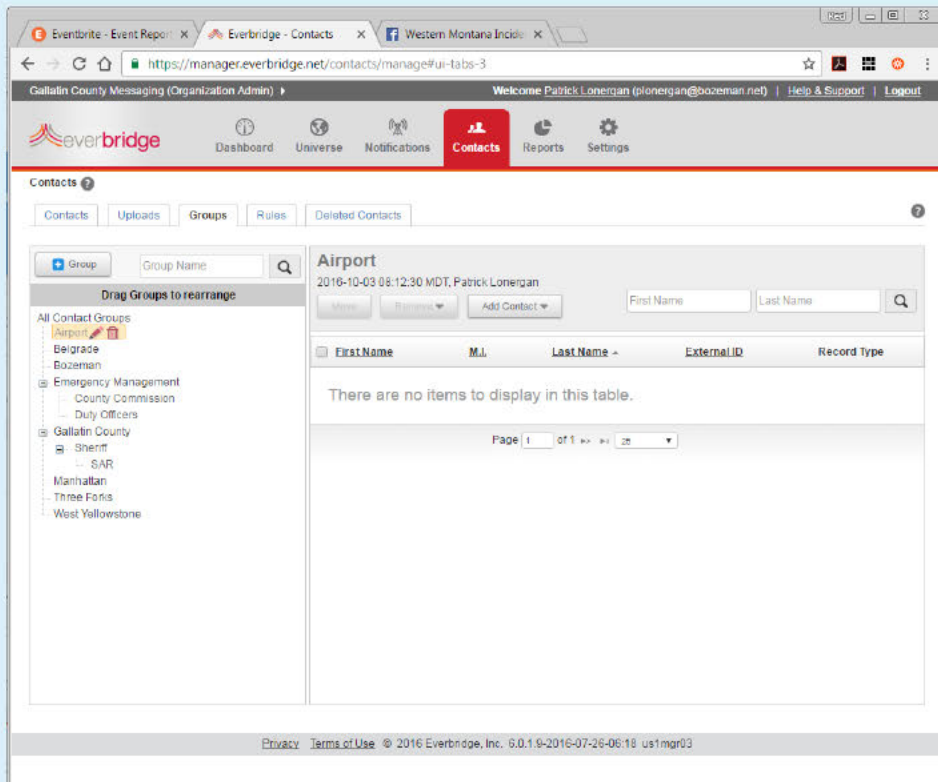 Eventbrite - Event Repor
Everbridge - Contacts
Western Montana Incide
https://manager.everbridge.net/contacts/manage#ui-tabs-3
Gallatin County Messaging (Organization Admin)
Welcome Patrick Lonergan (plonergan@bozeman.net) | Help & Support | Logout
everbridge
Dashboard
Universe
Notifications
Contacts
Reports
Settings
Contacts
Contacts
Uploads
Groups
Rules
Deleted Contacts
Group
Group Name
Drag Groups to rearrange
All Contact Groups
Airport
Belgrade
Bozeman
Emergency Management
County Commission
Duty Officers
Gallatin County
Sheriff
SAR
Manhattan
Three Forks
West Yellowstone
Airport
2016-10-03 08:12:30 MDT, Patrick Lonergan
Move
Add Contact
First Name
Last Name
First Name
M.I.
Last Name
External ID
Record Type
There are no items to display in this table.
Page 1 of 1
25
Privacy Terms of Use © 2016 Everbridge, Inc. 6.0.1.9-2016-07-26-06:18 us1mgr03